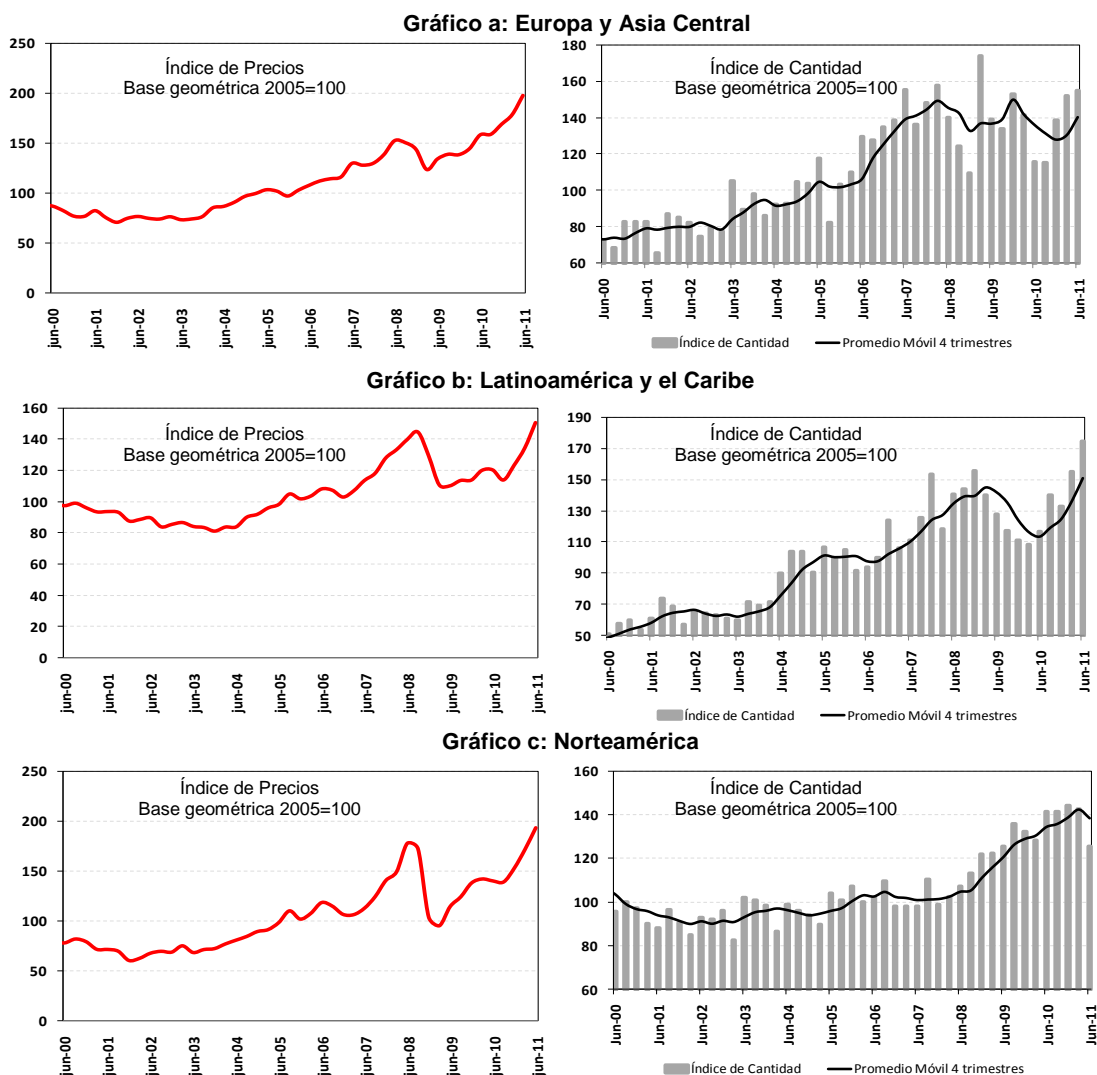 Gráfico a: Europa y Asia Central
Índice de Precios
Base geométrica 2005=100
250
200
150
100
50
0
jun-00
jun-01
jun-02
jun-03
jun-04
jun-05
jun-06
jun-07
jun-08
jun-09
jun-10
jun-11
Índice de Cantidad
Base geométrica 2005=100
180
160
140
120
100
80
60
Jun-00
Jun-01
Jun-02
Jun-03
Jun-04
Jun-05
Jun-06
Jun-07
Jun-08
Jun-09
Jun-10
Jun-11
Índice de Cantidad
Promedio Móvil 4 trimestres
Gráfico b: Latinoamérica y el Caribe
Índice de Precios
Base geométrica 2005=100
160
140
120
100
80
60
40
20
0
jun-00
jun-01
jun-02
jun-03
jun-04
jun-05
jun-06
jun-07
jun-08
jun-09
jun-10
jun-11
Índice de Cantidad
Base geométrica 2005=100
190
170
150
130
110
90
70
50
Jun-00
Jun-01
Jun-02
Jun-03
Jun-04
Jun-05
Jun-06
Jun-07
Jun-08
Jun-09
Jun-10
Jun-11
Índice de Cantidad
Promedio Móvil 4 trimestres
Gráfico c: Norteamérica
Índice de Precios
Base geométrica 2005=100
250
200
150
100
50
0
jun-00
jun-01
jun-02
jun-03
jun-04
jun-05
jun-06
jun-07
jun-08
jun-09
jun-10
jun-11
Índice de Cantidad
Base geométrica 2005=100
160
140
120
100
80
60
Jun-00
Jun-01
Jun-02
Jun-03
Jun-04
Jun-05
Jun-06
Jun-07
Jun-08
Jun-09
Jun-10
Jun-11
Índice de Cantidad
Promedio Móvil 4 trimestres